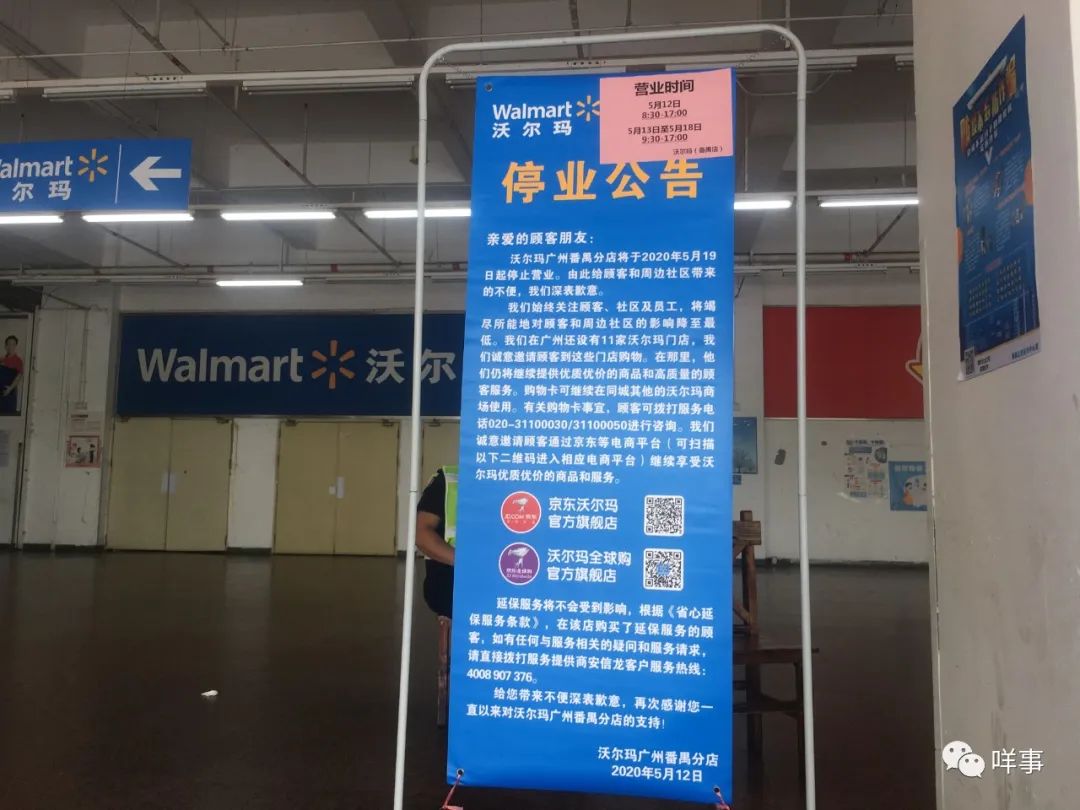 Walmart
沃尔玛
营业时间
5月12日
8:30-17:00
5月13日至5月18日
9:30-17:00
沃尔玛（番禺店）
停业公告
亲爱的顾客朋友：
沃尔玛广州番禺分店将于2020年5月19
日起停止营业。由此给顾客和周边社区带来
的不便，我们深表歉意。
我们始终关注顾客、社区及员工，将竭
尽所能地对顾客和周边社区的影响降至最
低。我们在广州还设有11家沃尔玛门店，我
们诚意邀请顾客到这些门店购物。在那里，他
们仍将继续提供优质优价的商品和高质量的顾
客服务。购物卡可继续在同城其他的沃尔玛商
场使用。有关购物卡事宜，顾客可拨打服务电
话020-31100030/31100050进行咨询。我们
诚意邀请顾客通过京东等电商平台（可扫描
以下二维码进入相应电商平台）继续享受沃
尔玛优质优价的商品和服务。
JD.COM 京东
京东沃尔玛
官方旗舰店
沃尔玛全球购
官方旗舰店
延保服务将不会受到影响，根据《省心延
保服务条款》，在该店购买了延保服务的顾
客，如有任何与服务相关的疑问和服务请求，
请直接拨打服务提供商安信龙客户服务热线：
4008 907 376。
给您带来不便深表歉意，再次感谢您一
直以来对沃尔玛广州番禺分店的支持！
沃尔玛广州番禺分店
2020年5月12日
almart
尔玛
Walmart 沃尔
咩事